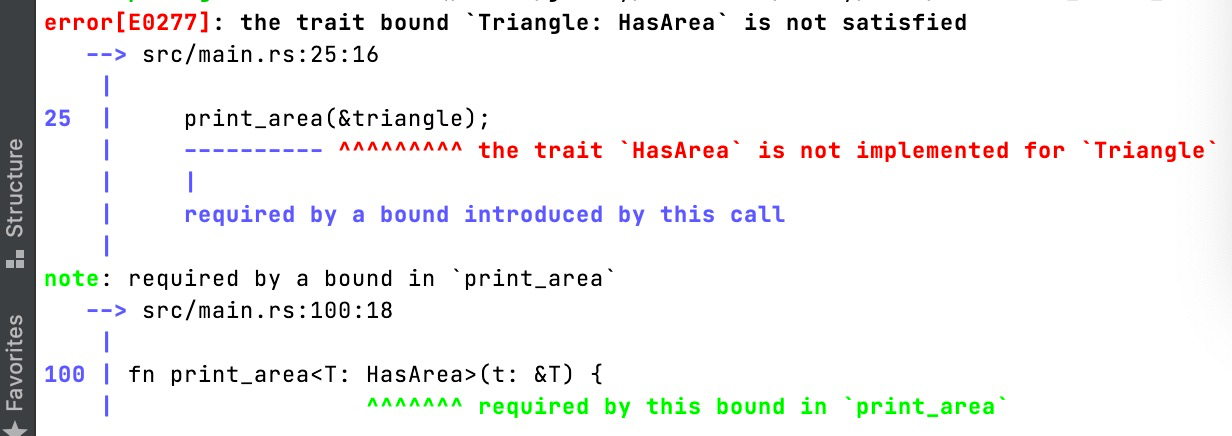 error[E0277]: the trait bound `Triangle: HasArea` is not satisfied
--> src/main.rs:25:16
|
25 | print_area(&triangle);
| ---------- ^^^^^^^^^ the trait `HasArea` is not implemented for `Triangle`
| |
| required by a bound introduced by this call
|
note: required by a bound in `print_area`
--> src/main.rs:100:18
|
100 | fn print_area<T: HasArea>(t: &T) {
| ^^^^^^^ required by this bound in `print_area`
Structure
Favorites